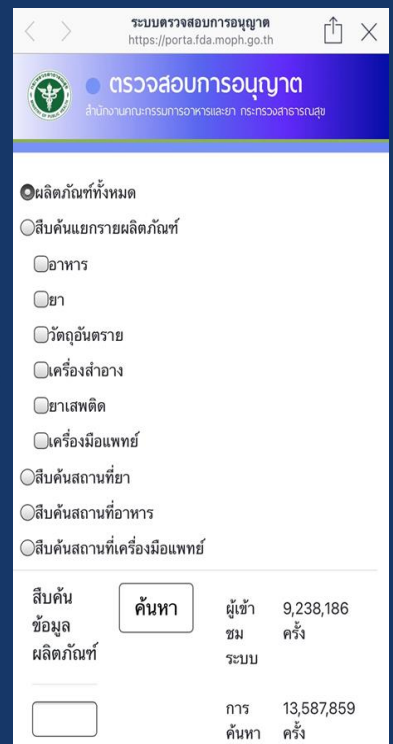 ระบบตรวจสอบการอนุญาต
https://porta.fda.moph.go.th
ตรวจสอบการอนุญาต
สำนักงานคณะกรรมการอาหารและยา กระทรวงสาธารณสุข
ผลิตภัณฑ์ทั้งหมด
สืบค้นแยกรายผลิตภัณฑ์
อาหาร
ยา
วัตถุอันตราย
เครื่องสำอาง
ยาเสพติด
เครื่องมือแพทย์
สืบค้นสถานที่ยา
สืบค้นสถานที่อาหาร
สืบค้นสถานที่เครื่องมือแพทย์
สืบค้น
ข้อมูล
ผลิตภัณฑ์
ค้นหา
ผู้เข้า
ชม
ระบบ
9,238,186
ครั้ง
การ
ค้นหา
13,587,859
ครั้ง